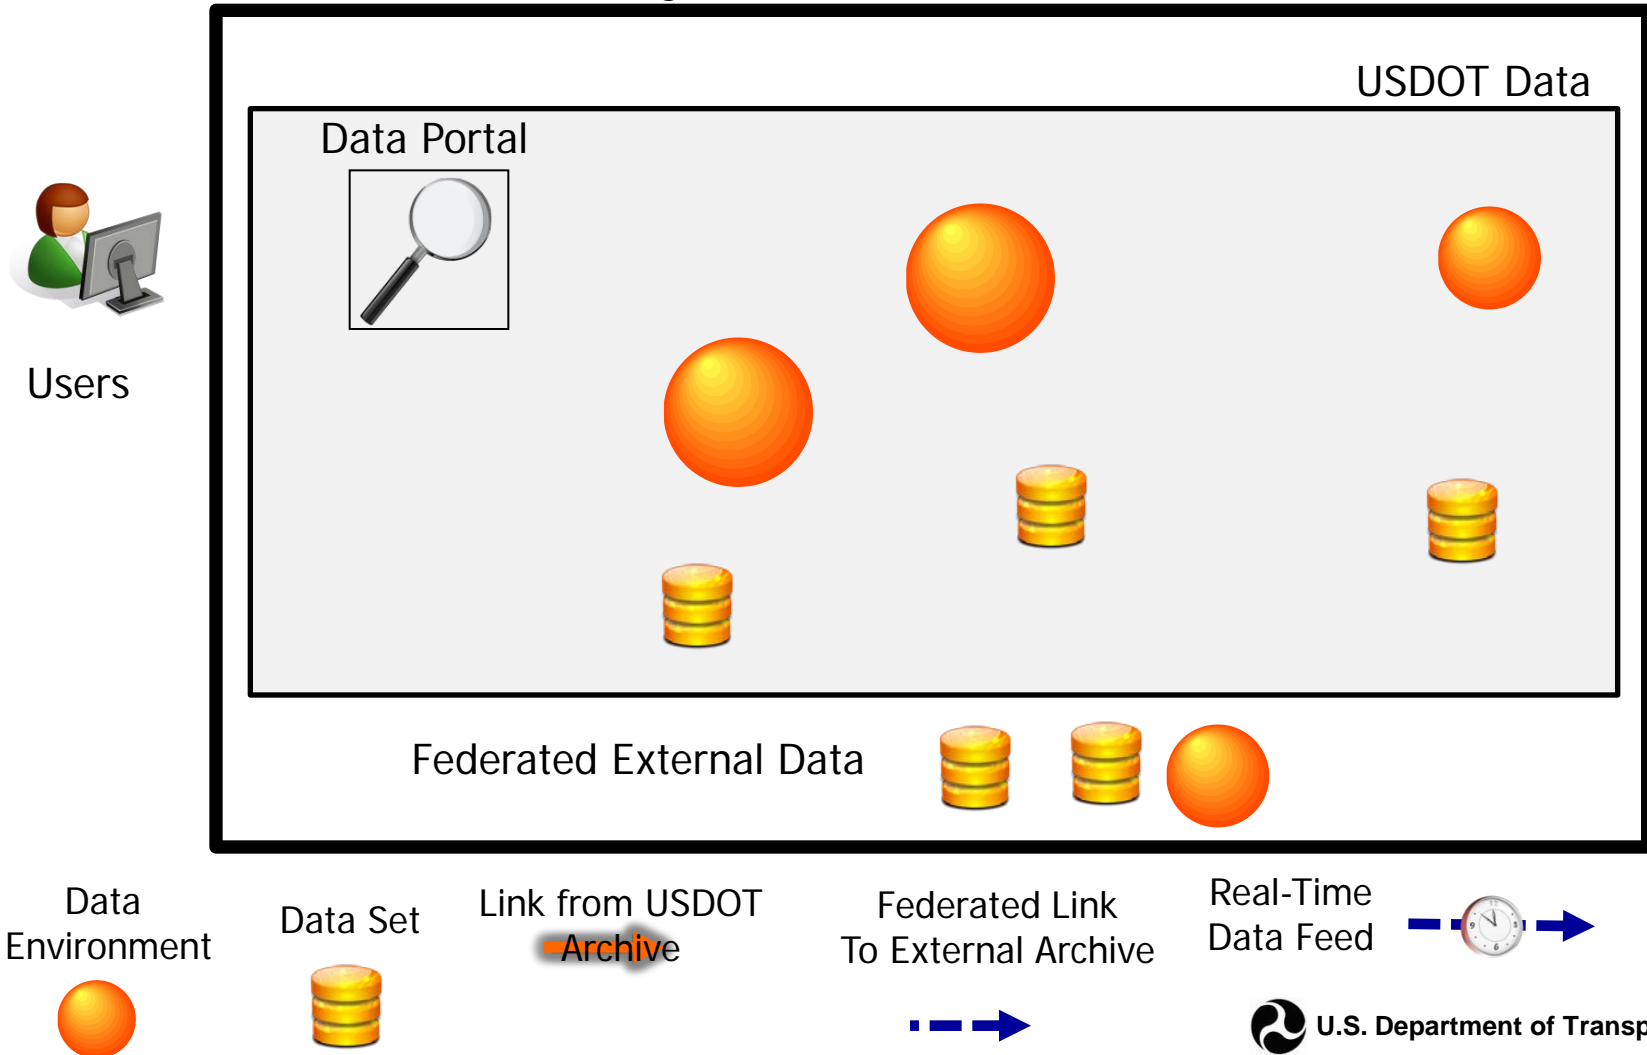 USDOT Data
Data Portal
Users
Federated External Data
Data
Environment
Data Set
Link from USDOT
Archive
Federated Link
To External Archive
Real-Time
Data Feed
U.S. Department of Transp